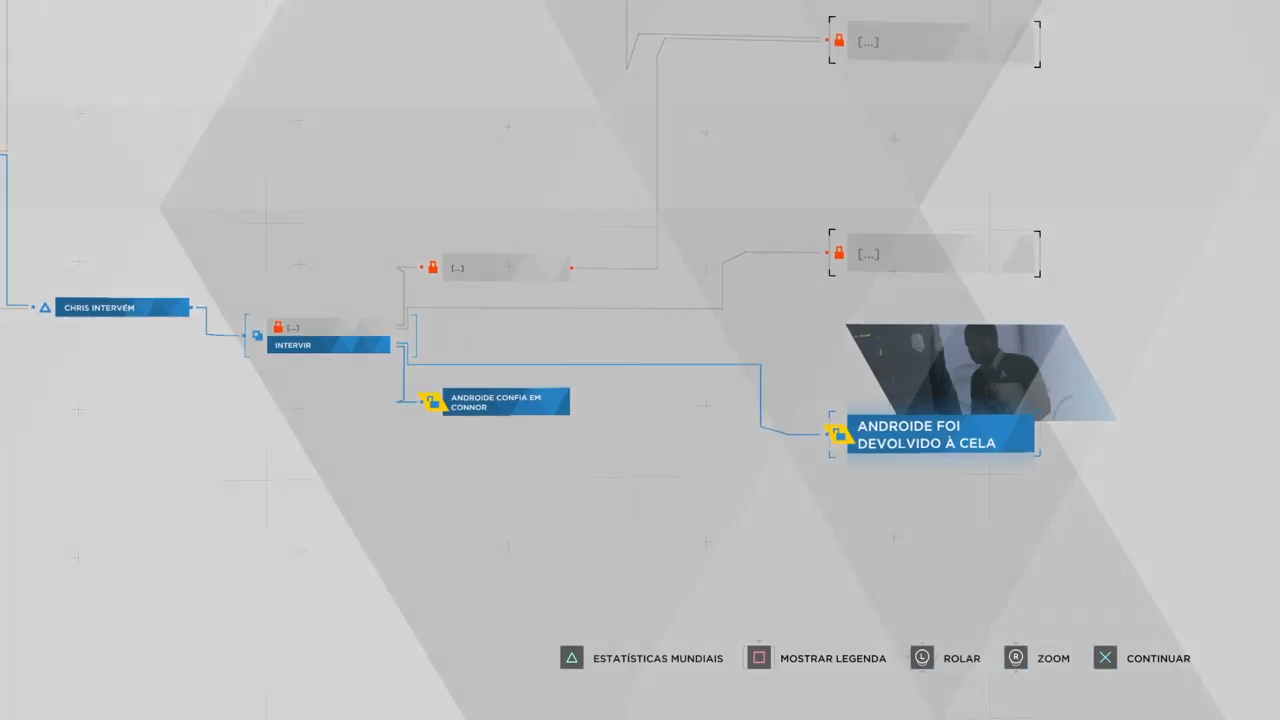 [...]
[...]
[...]
CHRIS INTERVÉM
[...]
INTERVIR
ANDROIDE CONFIA EM
CONNOR
ANDROIDE FOI
DEVOLVIDO À CELA
ESTATÍSTICAS MUNDIAIS
MOSTRAR LEGENDA
L
ROLAR
R
ZOOM
CONTINUAR